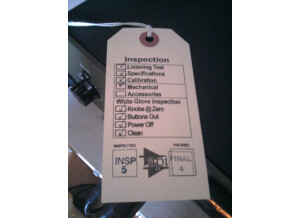 Inspection
Listening Test
Specifications
Calibration
Mechanical
Accessories
White Glove Inspection
Knobs @ Zero
Buttons Out
Power Off
Clean
INSPECTED
PACKED
INSP
5
FINAL
4